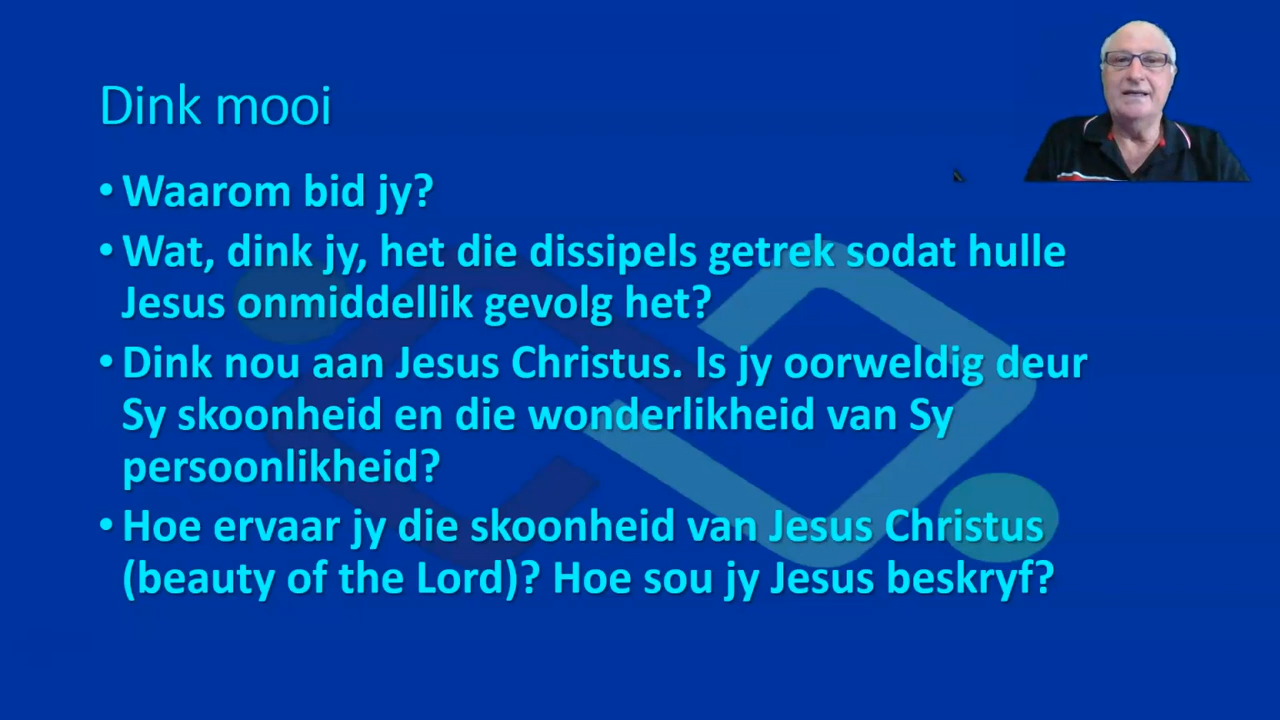 Dink mooi
• Waarom bid jy?
• Wat, dink jy, het die dissipels getrek sodat hulle
Jesus onmiddellik gevolg het?
• Dink nou aan Jesus Christus. Is jy oorweldig deur
Sy skoonheid en die wonderlikheid van Sy
persoonlikheid?
• Hoe ervaar jy die skoonheid van Jesus Christus
(beauty of the Lord)? Hoe sou jy Jesus beskryf?